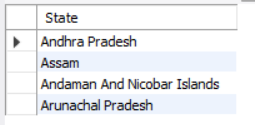 State
Andhra Pradesh
Assam
Andaman And Nicobar Islands
Arunachal Pradesh